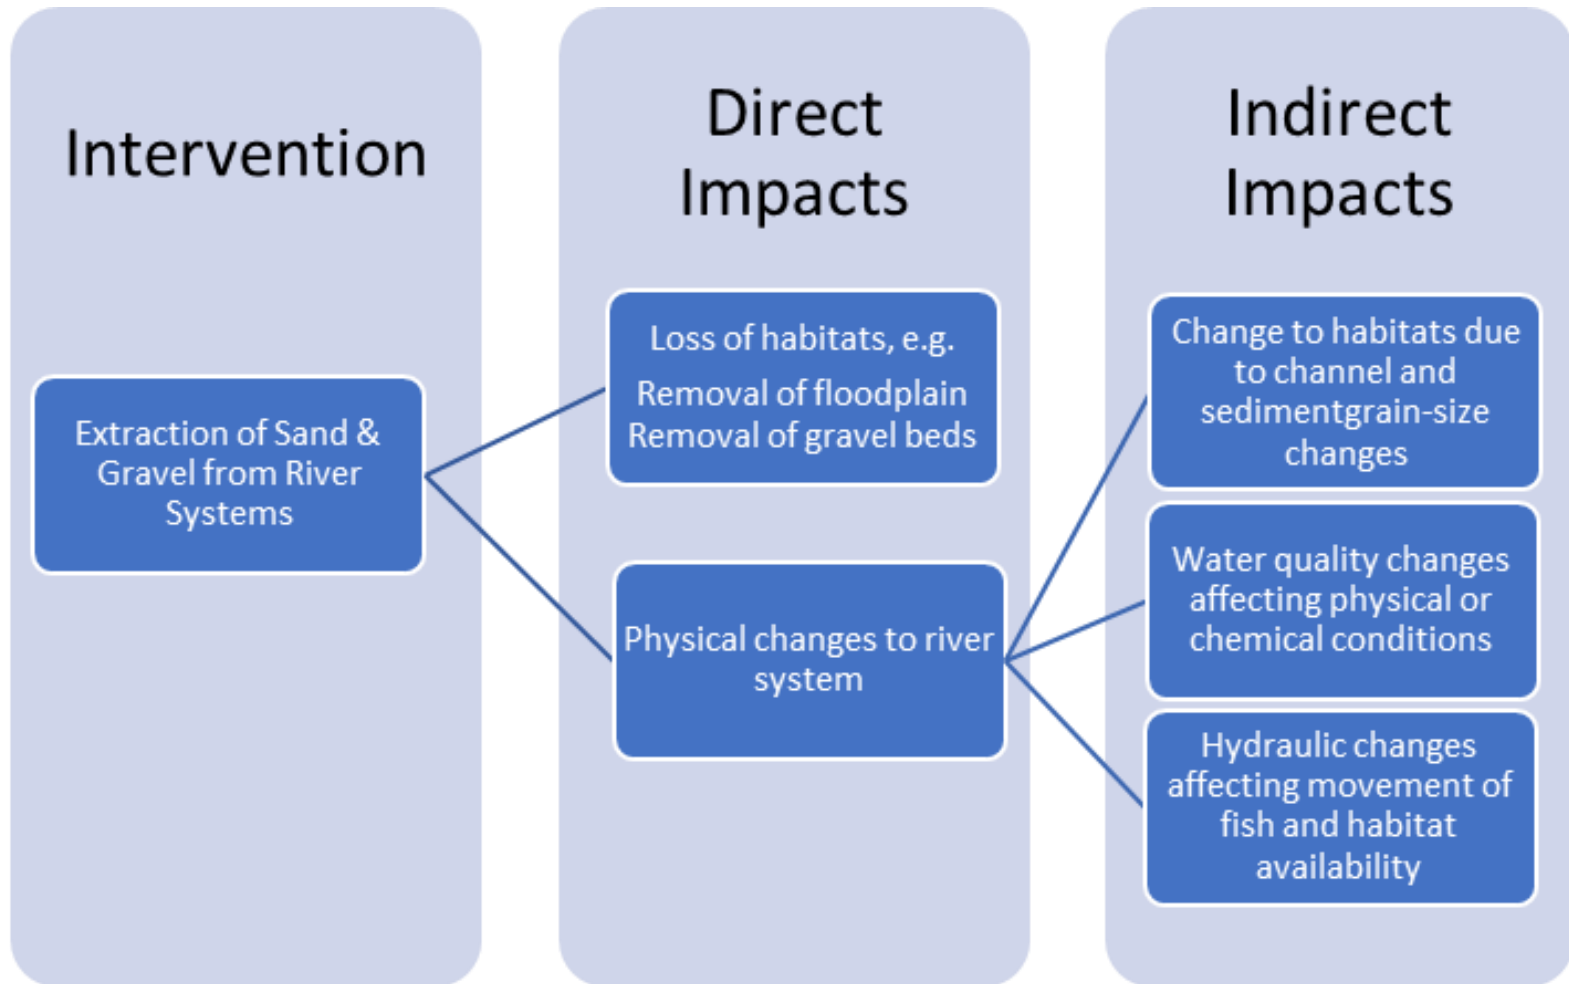 Intervention
Extraction of Sand &
Gravel from River
Systems
Direct
Impacts
Loss of habitats, e.g.
Removal of floodplain
Removal of gravel beds
Physical changes to river
system
Indirect
Impacts
Change to habitats due
to channel and
sedimentgrain-size
changes
Water quality changes
affecting physical or
chemical conditions
Hydraulic changes
affecting movement of
fish and habitat
availability